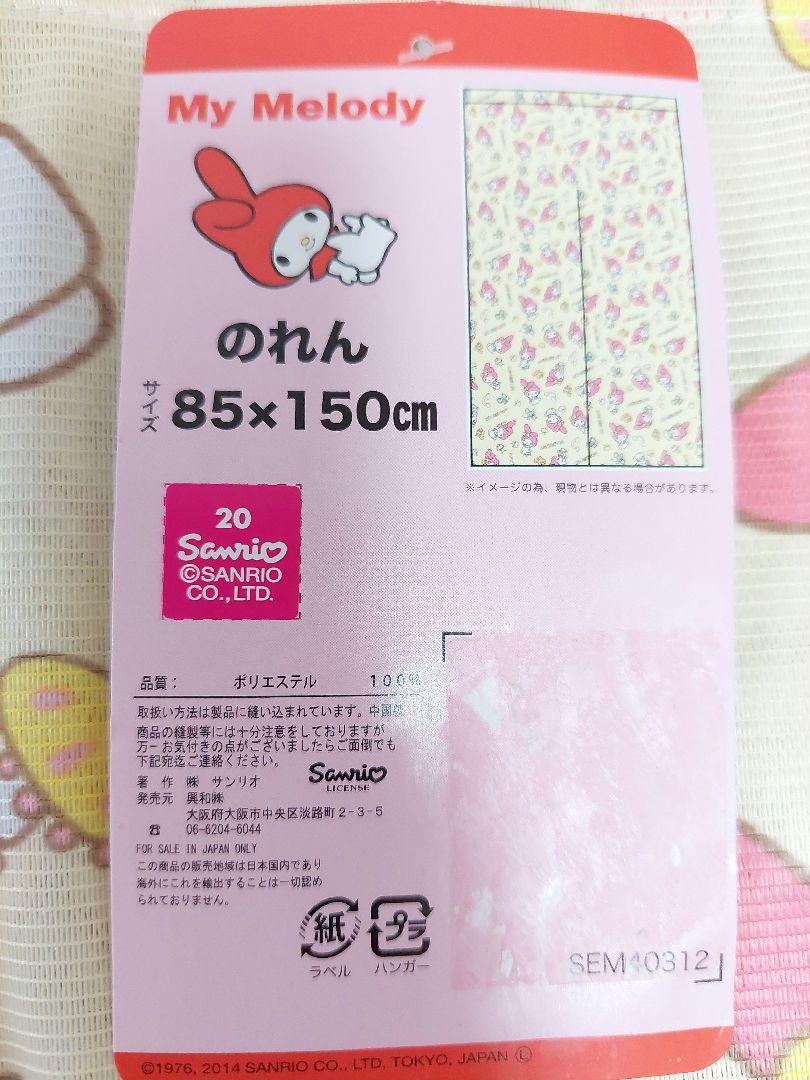 My Melody
のれん
サイズ 85×150cm
※イメージの為、現物とは異なる場合があります。
20
Sanrio
©SANRIO
CO.,LTD.
品質： ポリエステル 100%
取扱い方法は製品に縫い込まれています。中国製
商品の縫製等には十分注意をしておりますが
万一お気付きの点がございましたらご面倒でも
下記宛迄ご連絡ください。
著作 ㈱ サンリオ
Sanrio
LICENSE
発売元 興和㈱
大阪府大阪市中央区淡路町2-3-5
☎ 06-6204-6044
FOR SALE IN JAPAN ONLY
この商品の販売地域は日本国内であり
海外にこれを輸出することは一切認め
られておりません。
紙
ラベル
プラ
ハンガー
SEM40312
©1976, 2014 SANRIO CO., LTD. TOKYO, JAPAN Ⓛ